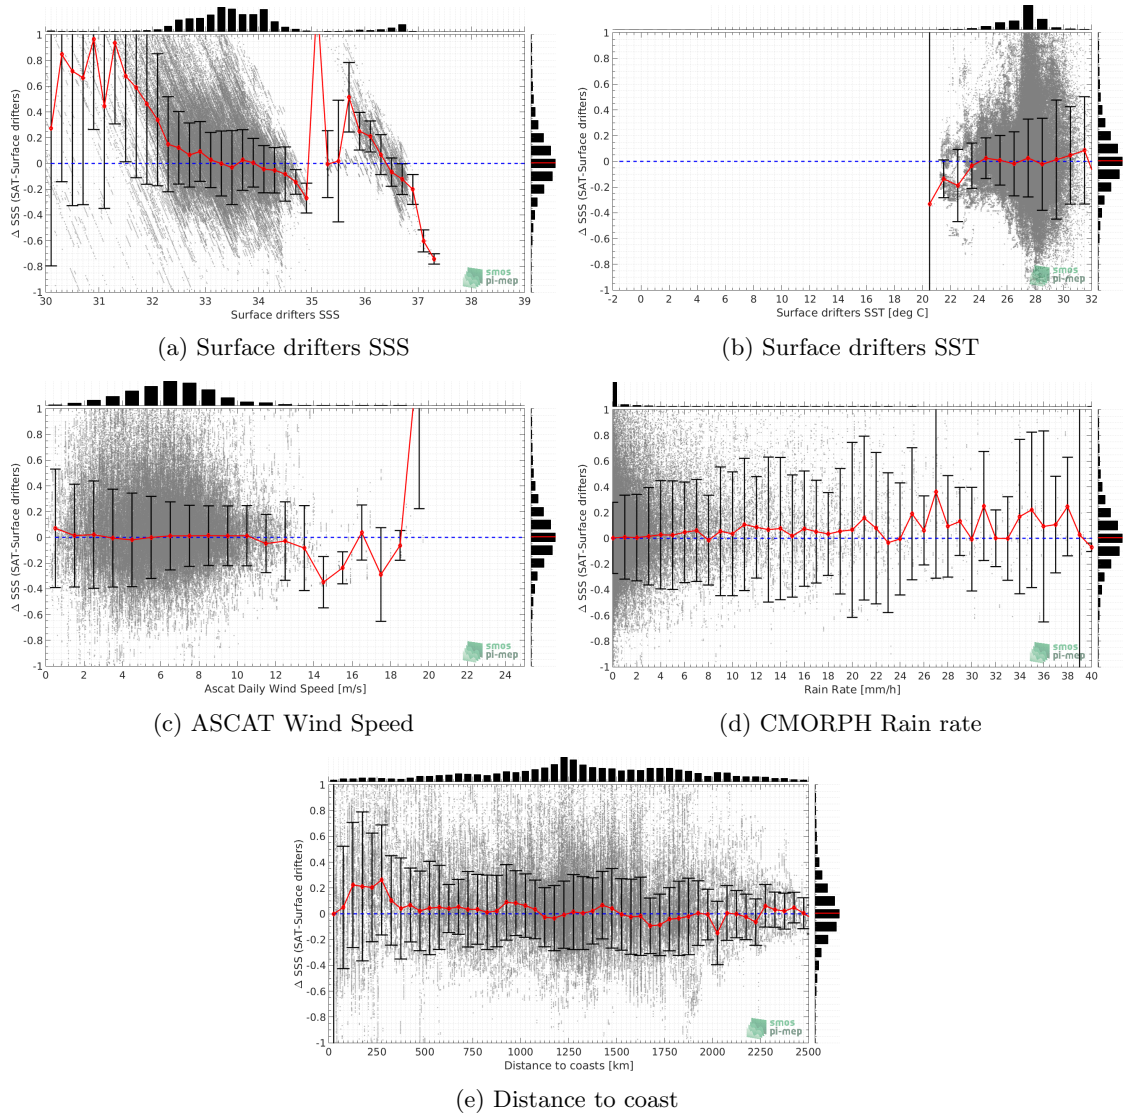 1
0.8
0.6
0.4
0.2
0
-0.2
-0.4
-0.6
-0.8
-1
Δ SSS (SAT-Surface drifters)
30 31 32 33 34 35 36 37 38 39
Surface drifters SSS
smos
pi-mep
(a) Surface drifters SSS
1
0.8
0.6
0.4
0.2
0
-0.2
-0.4
-0.6
-0.8
-1
Δ SSS (SAT-Surface drifters)
-2 0 2 4 6 8 10 12 14 16 18 20 22 24 26 28 30 32
Surface drifters SST [deg C]
smos
pi-mep
(b) Surface drifters SST
1
0.8
0.6
0.4
0.2
0
-0.2
-0.4
-0.6
-0.8
-1
Δ SSS (SAT-Surface drifters)
0 2 4 6 8 10 12 14 16 18 20 22 24
Ascat Daily Wind Speed [m/s]
smos
pi-mep
(c) ASCAT Wind Speed
1
0.8
0.6
0.4
0.2
0
-0.2
-0.4
-0.6
-0.8
-1
Δ SSS (SAT-Surface drifters)
0 2 4 6 8 10 12 14 16 18 20 22 24 26 28 30 32 34 36 38 40
Rain Rate [mm/h]
smos
pi-mep
(d) CMORPH Rain rate
1
0.8
0.6
0.4
0.2
0
-0.2
-0.4
-0.6
-0.8
-1
Δ SSS (SAT-Surface drifters)
0 250 500 750 1000 1250 1500 1750 2000 2250 2500
Distance to coasts [km]
smos
pi-mep
(e) Distance to coast